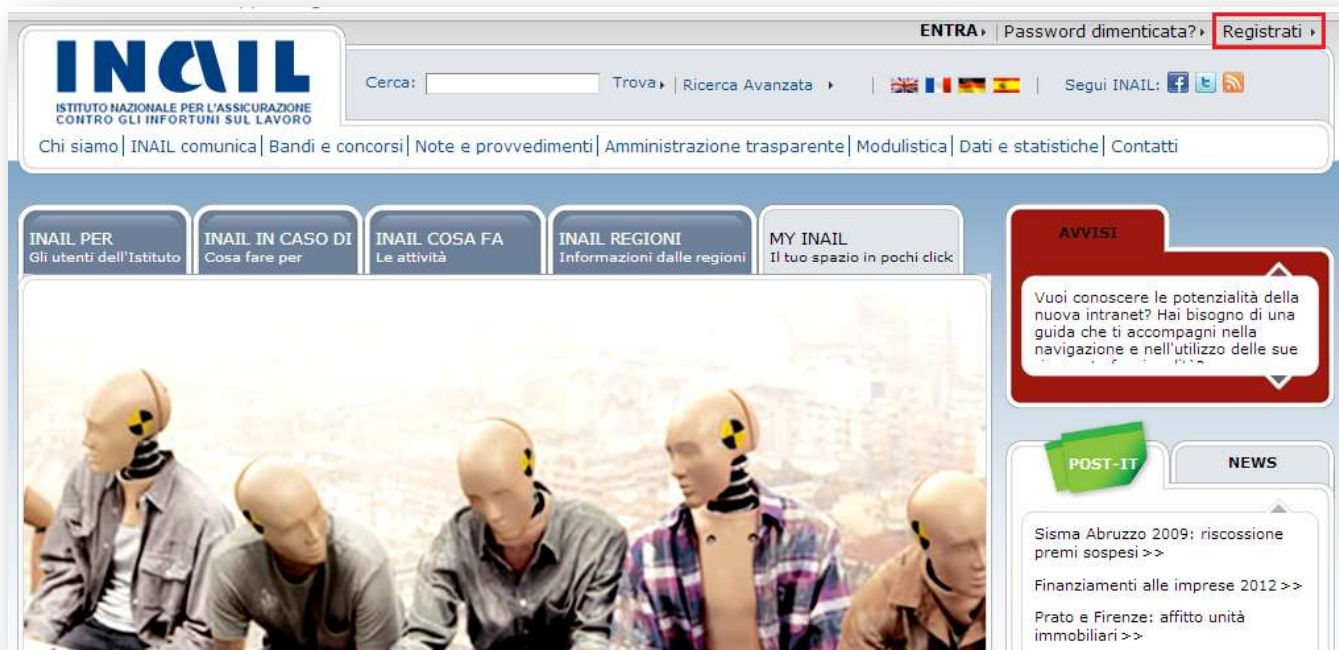 ENTRA | Password dimenticata? Registrati
INAIL
ISTITUTO NAZIONALE PER L'ASSICURAZIONE
CONTRO GLI INFORTUNI SUL LAVORO
Cerca: Trova | Ricerca Avanzata | | Segui INAIL:
Chi siamo| INAIL comunica| Bandi e concorsi| Note e provvedimenti| Amministrazione trasparente| Modulistica| Dati e statistiche| Contatti
INAIL PER
Gli utenti dell'Istituto
INAIL IN CASO DI
Cosa fare per
INAIL COSA FA
Le attività
INAIL REGIONI
Informazioni dalle regioni
MY INAIL
Il tuo spazio in pochi click
AVVISI
Vuoi conoscere le potenzialità della
nuova intranet? Hai bisogno di una
guida che ti accompagni nella
navigazione e nell'utilizzo delle sue
POST-IT
NEWS
Sisma Abruzzo 2009: riscossione
premi sospesi >>
Finanziamenti alle imprese 2012 >>
Prato e Firenze: affitto unità
immobiliari >>